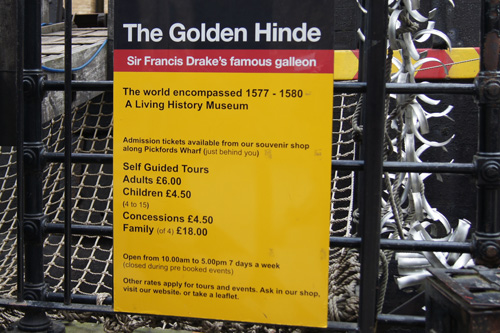 The Golden Hinde
Sir Francis Drake's famous galleon
The world encompassed 1577 - 1580
A Living History Museum
Admission tickets available from our souvenir shop
along Pickfords Wharf (just behind you)
Self Guided Tours
Adults £6.00
Children £4.50
(4 to 15)
Concessions £4.50
Family (of 4) £18.00
Open from 10.00am to 5.00pm 7 days a week
(closed during pre booked events)
Other rates apply for tours and events. Ask in our shop,
visit our website. or take a leaflet.